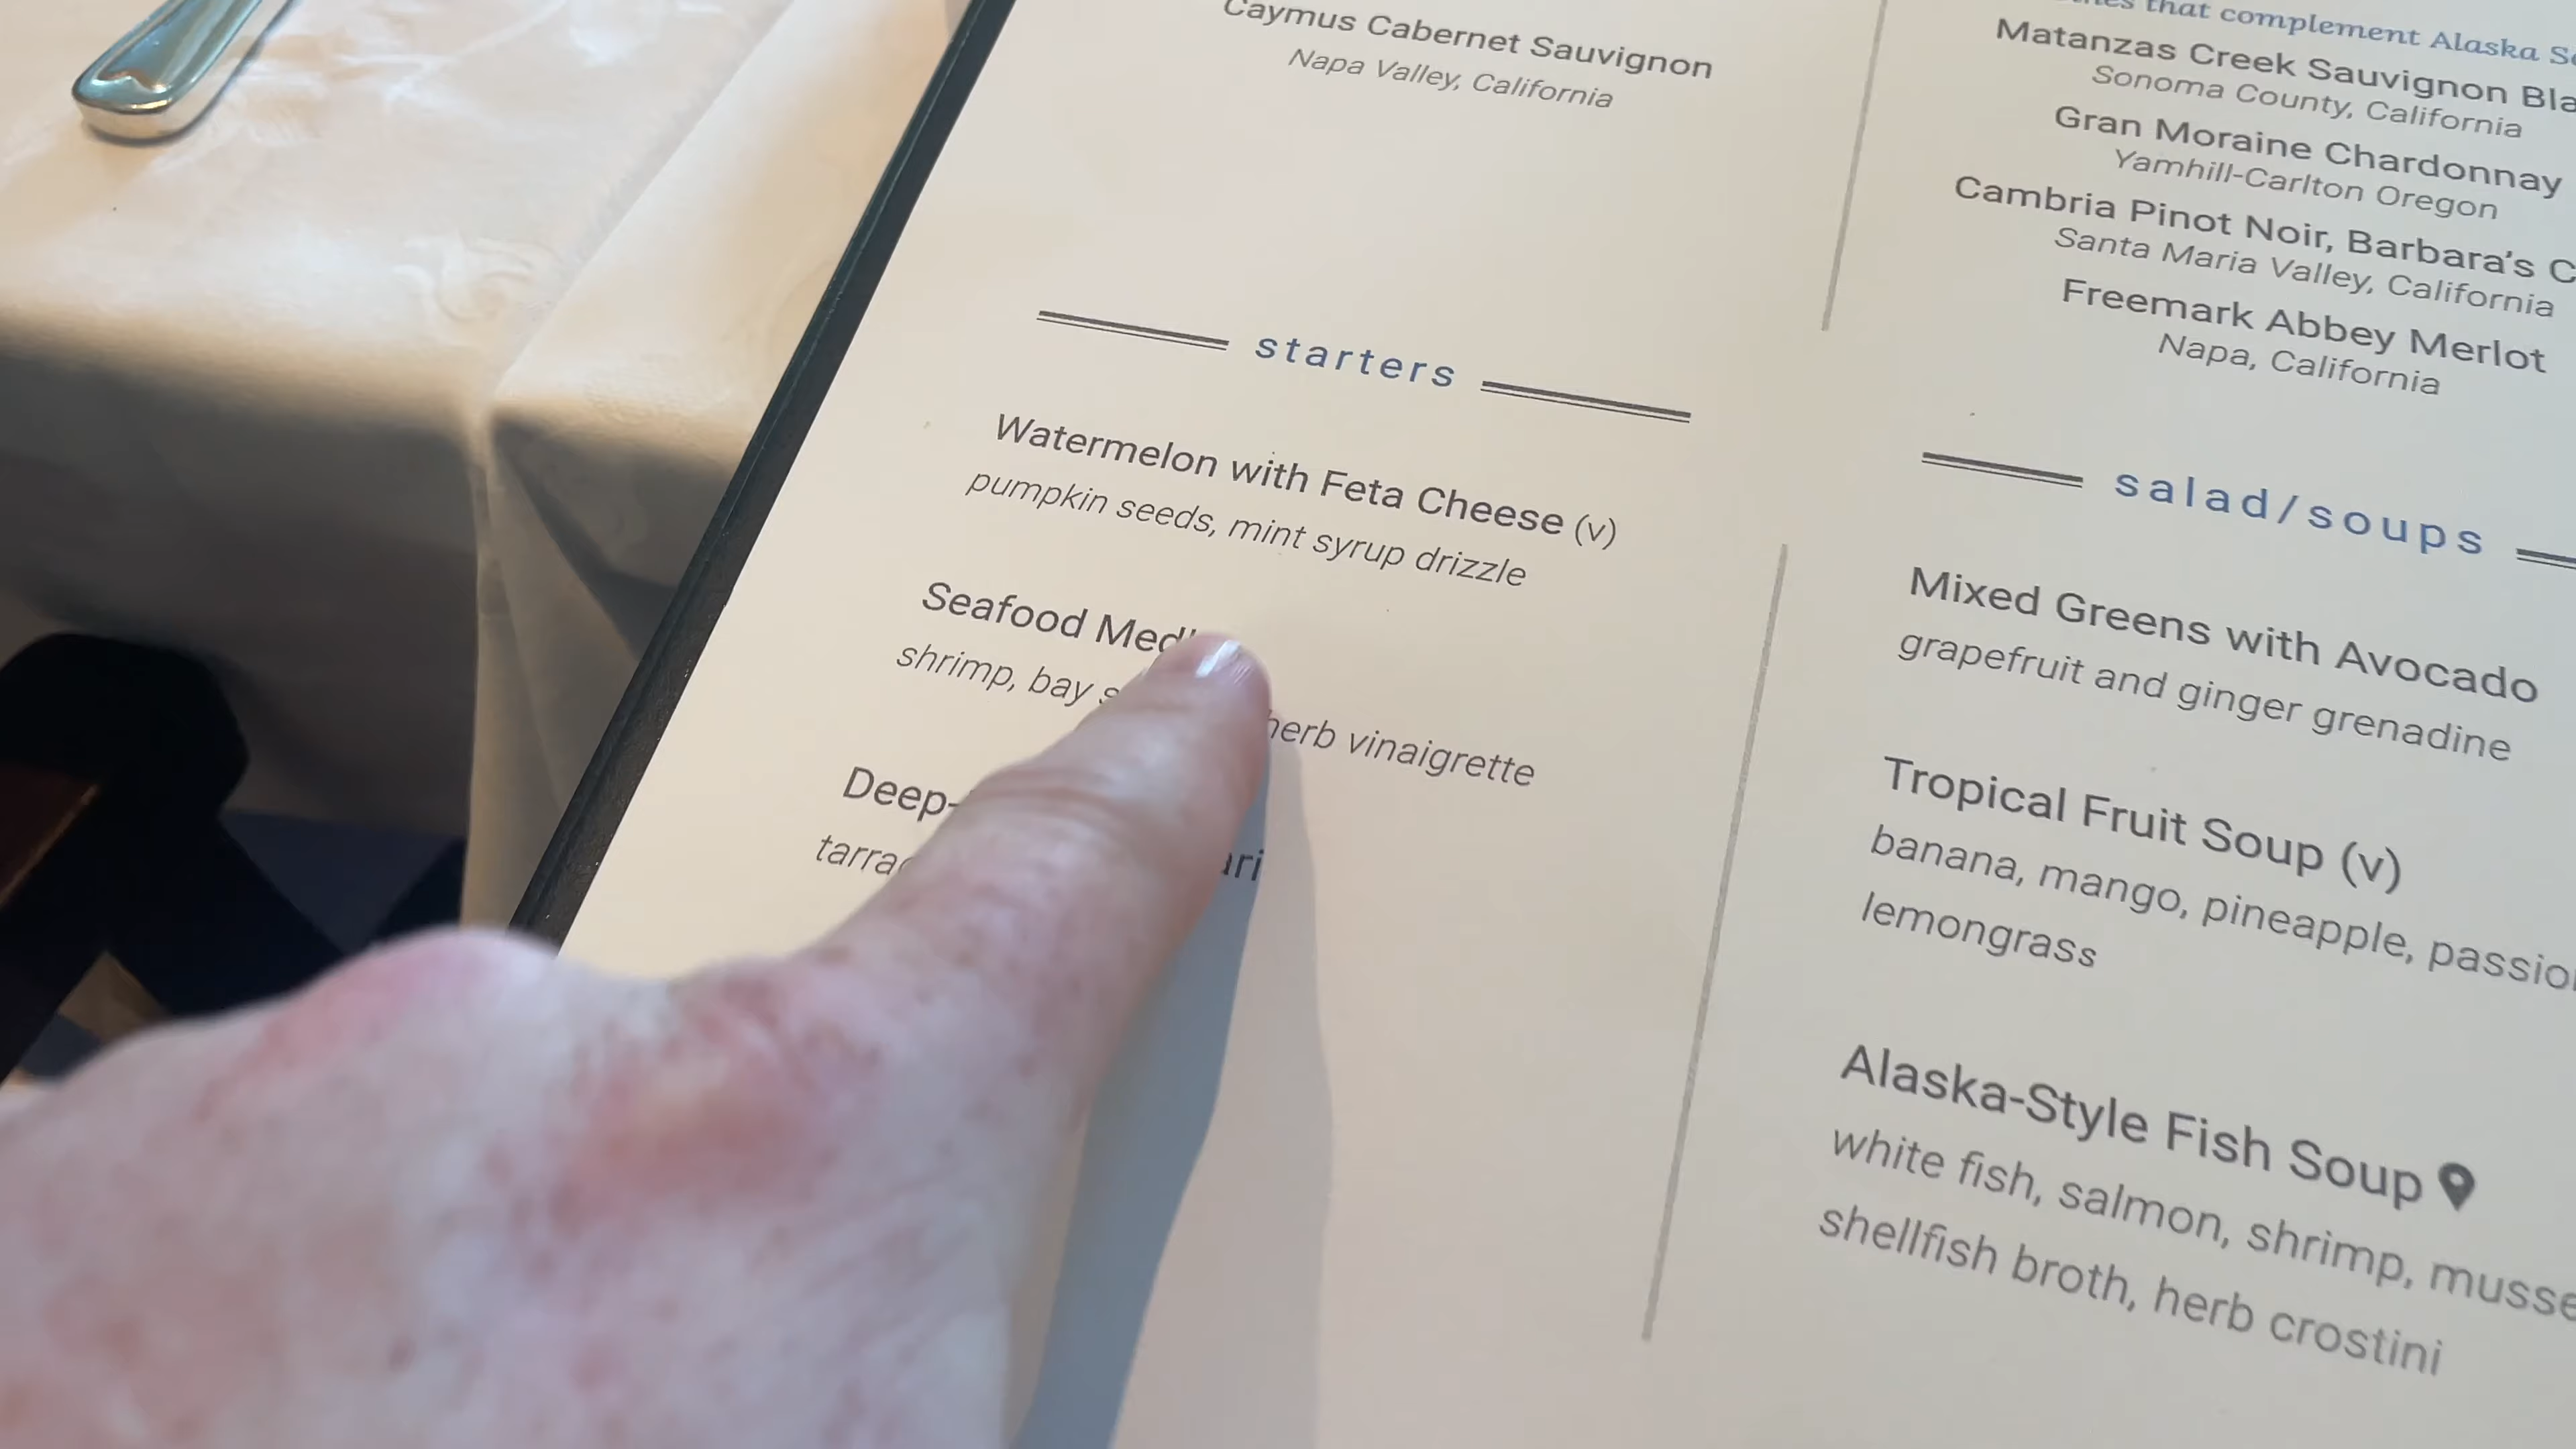 Caymus Cabernet Sauvignon
Napa Valley, California
starters
Watermelon with Feta Cheese (v)
pumpkin seeds, mint syrup drizzle
Seafood
shrimp, bay herb vinaigrette
that complement Alaska
Matanzas Creek Sauvignon
Sonoma County, California
Gran Moraine Chardonnay
Yamhill-Carlton Oregon
Cambria Pinot Noir, Barbara's
Santa Maria Valley, California
Freemark Abbey Merlot
Napa, California
salad/soups
Mixed Greens with Avocado
grapefruit and ginger grenadine
Tropical Fruit Soup (v)
banana, mango, pineapple,
lemongrass
Alaska-Style Fish Soup
white fish, salmon, shrimp,
shellfish broth, herb crostini